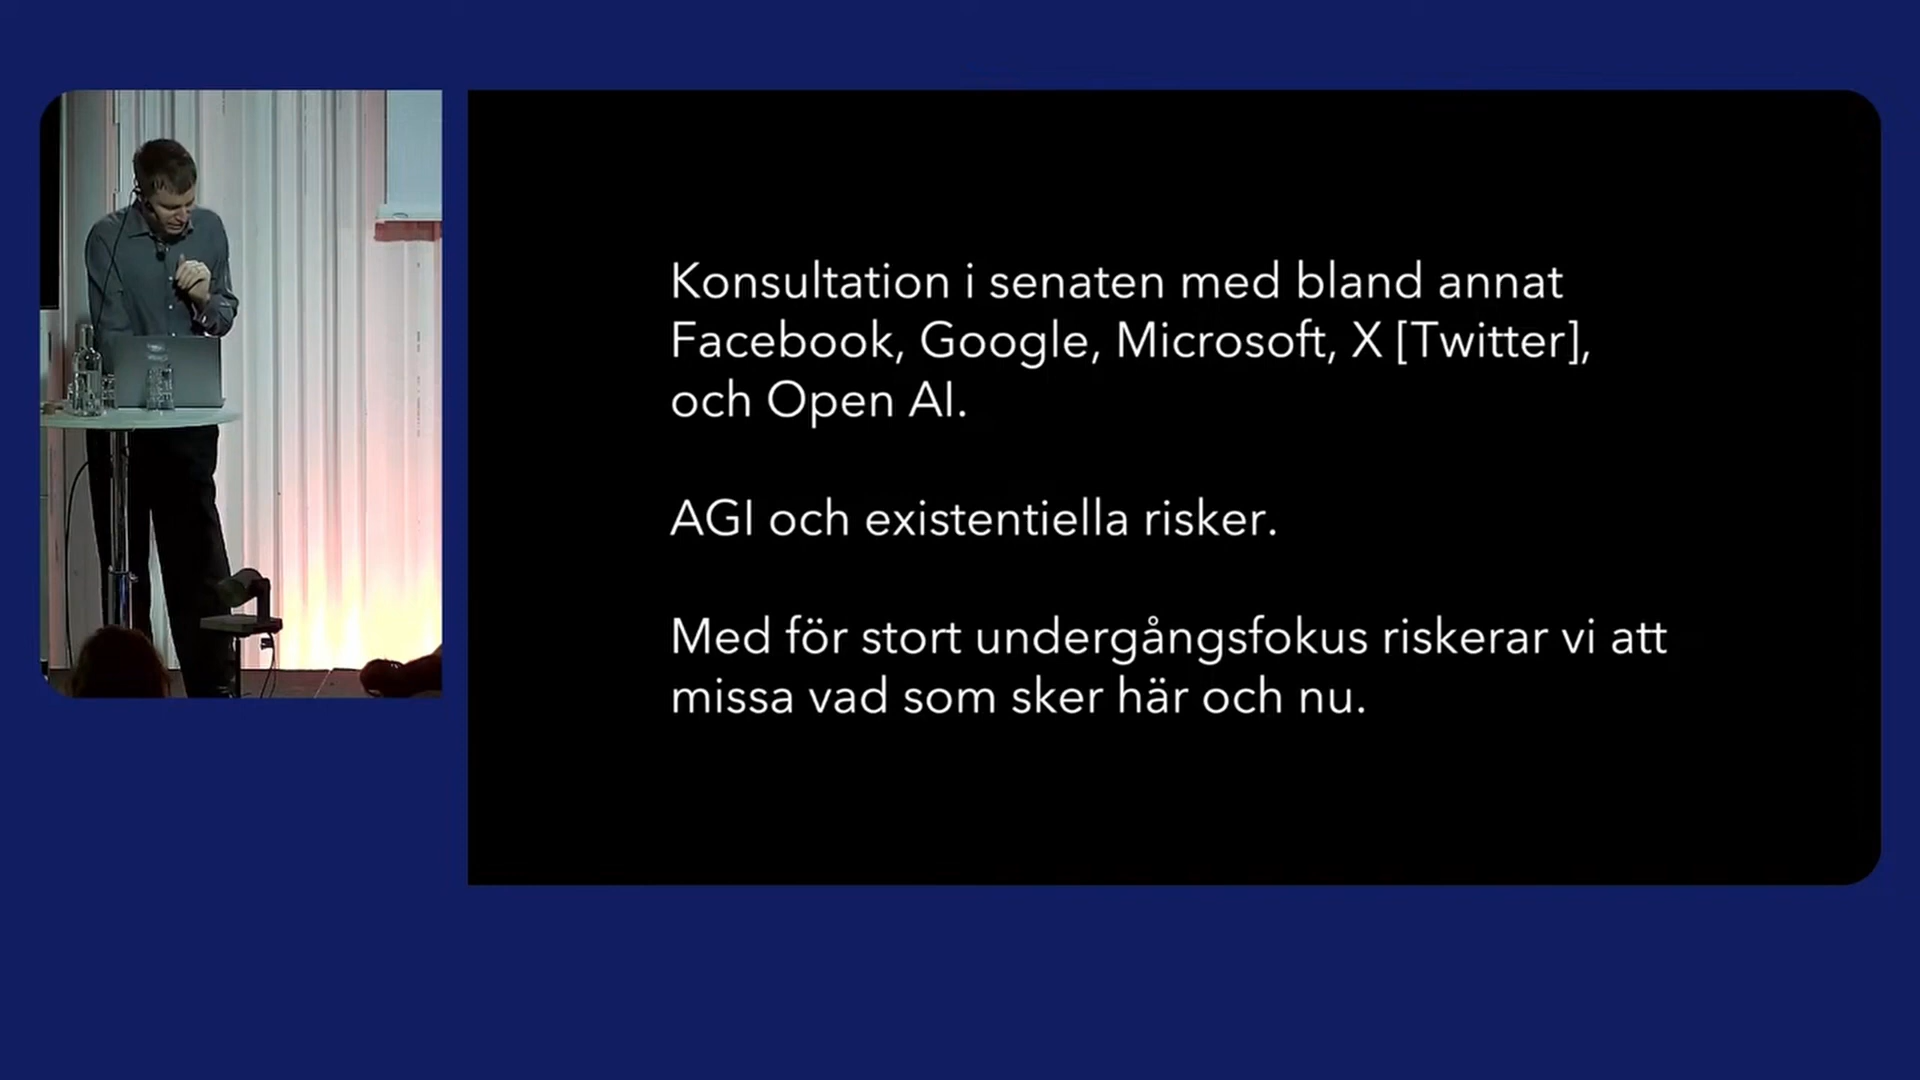 Konsultation i senaten med bland annat
Facebook, Google, Microsoft, X [Twitter],
och Open AI.
AGI och existentiella risker.
Med för stort undergångsfokus riskerar vi att
missa vad som sker här och nu.